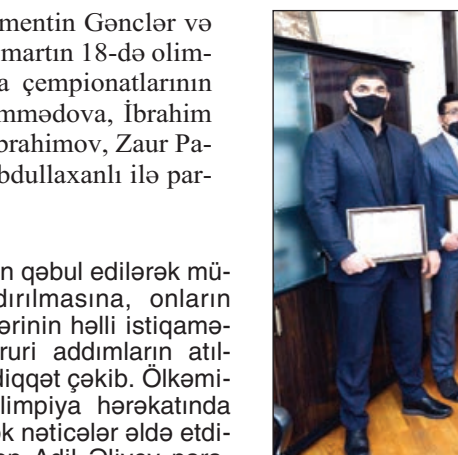 mentin Gənclər və
martın 18-də olim-
a çempionatlarının
mmədova, İbrahim
brahimov, Zaur Pa-
bdullaxanlı ilə par-
n qəbul edilərək mü-
dırılmasına, onların
ərinin həlli istiqamə-
ruri addımların atıl-
diqqət çəkib. Ölkəmi-
limpiya hərəkatında
k nəticələr əldə etdi-